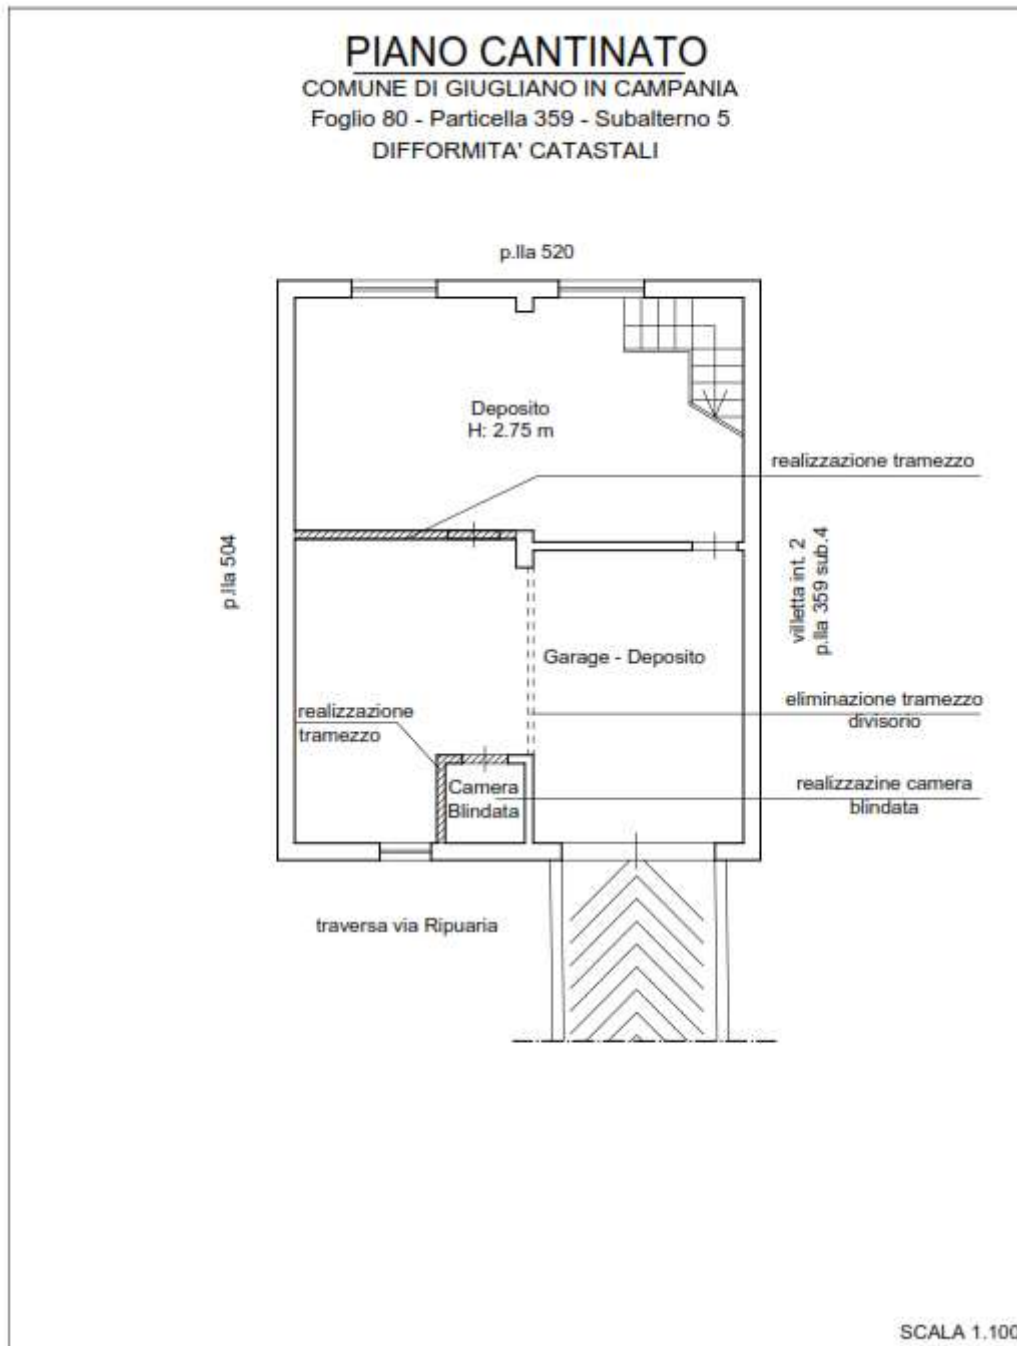 PIANO CANTINATO
COMUNE DI GIUGLIANO IN CAMPANIA
Foglio 80 - Particella 359 - Subalterno 5
DIFFORMITA' CATASTALI
p.lla 520
Deposito
H: 2.75 m
realizzazione tramezzo
p.lla 504
villetta int. 2
p.lla 359 sub.4
Garage - Deposito
eliminazione tramezzo
divisorio
realizzazione
tramezzo
realizzazine camera
blindata
Camera
Blindata
traversa via Ripuaria
SCALA 1.100